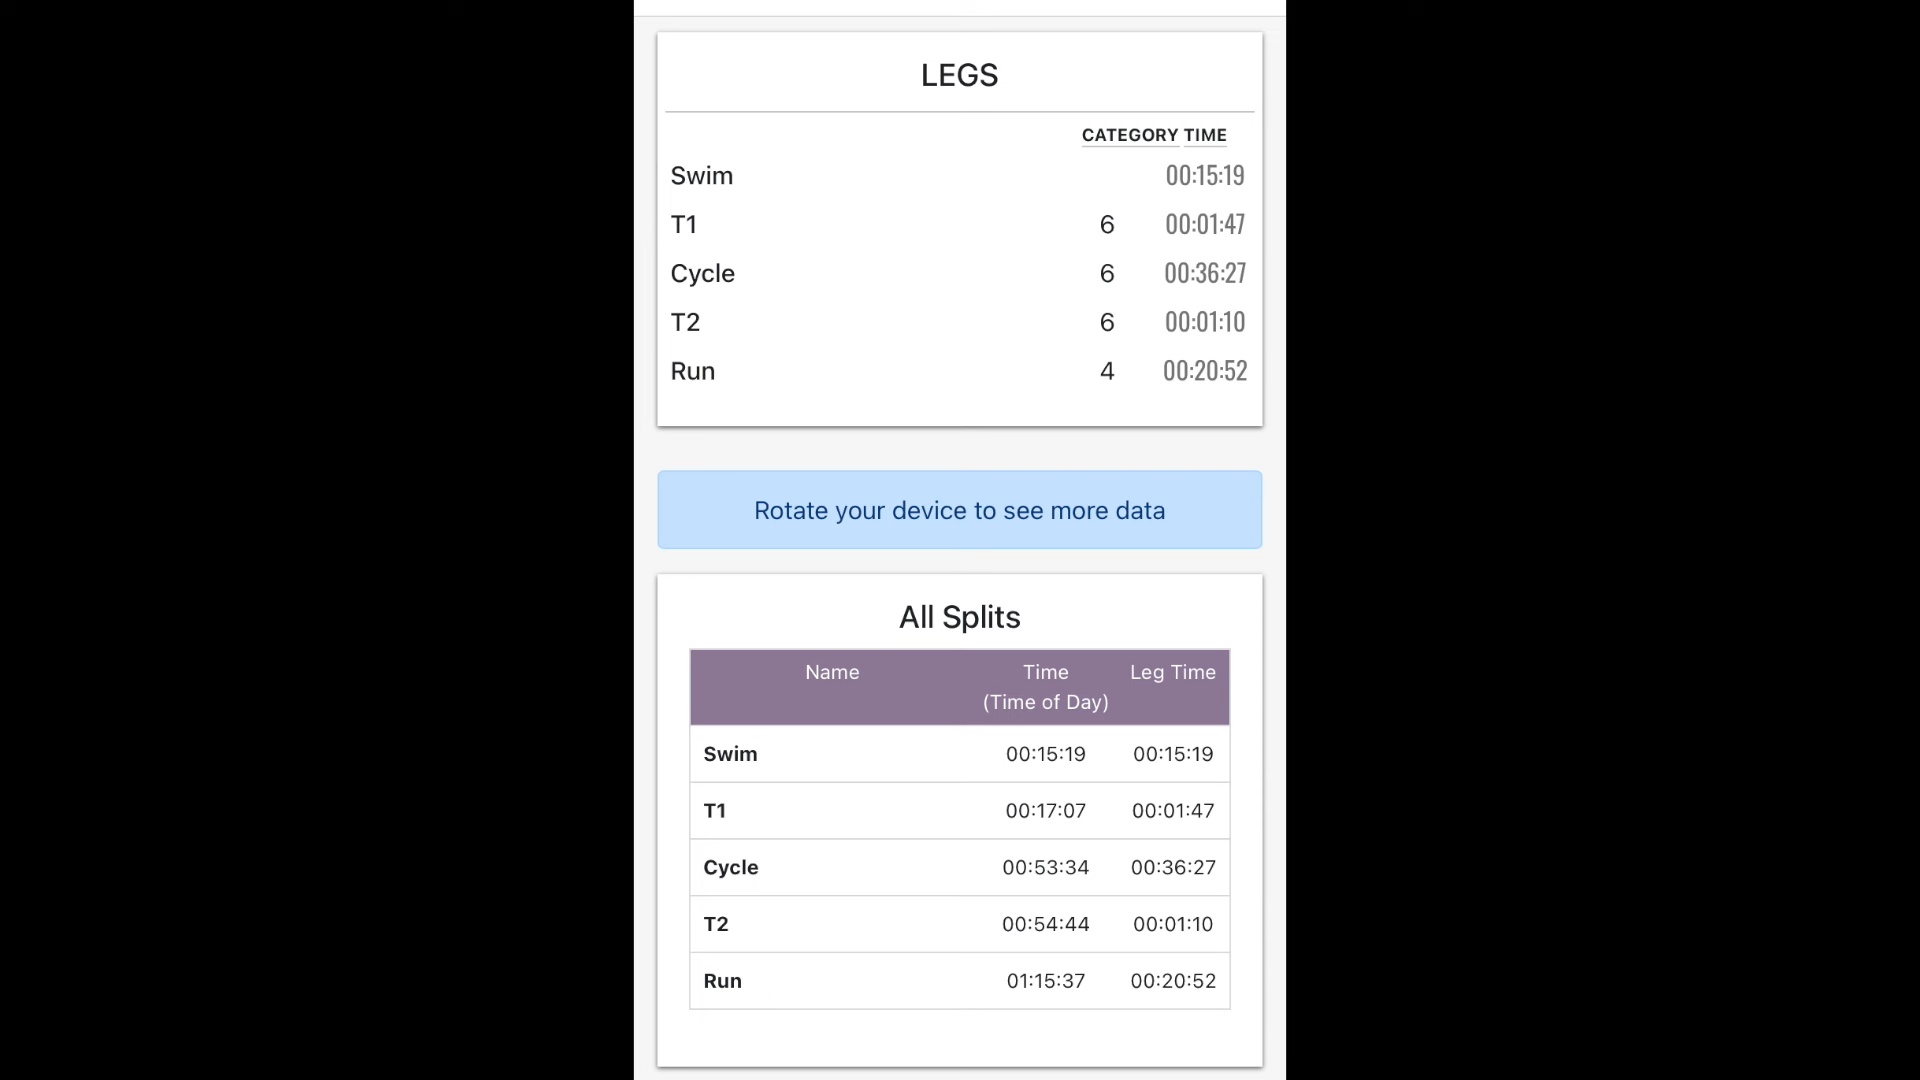 LEGS
CATEGORY TIME
Swim 00:15:19
T1 6 00:01:47
Cycle 6 00:36:27
T2 6 00:01:10
Run 4 00:20:52
Rotate your device to see more data
All Splits
Name Time Leg Time
(Time of Day)
Swim 00:15:19 00:15:19
T1 00:17:07 00:01:47
Cycle 00:53:34 00:36:27
T2 00:54:44 00:01:10
Run 01:15:37 00:20:52